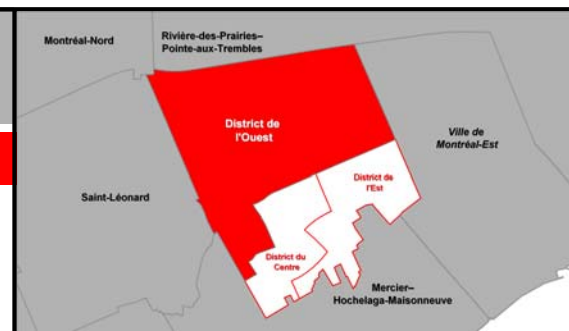 Montréal-Nord
Rivière-des-Prairies–
Pointe-aux-Trembles
District de
l'Ouest
Ville de
Montréal-Est
Saint-Léonard
District de
l'Est
District du
Centre
Mercier–
Hochelaga-Maisonneuve